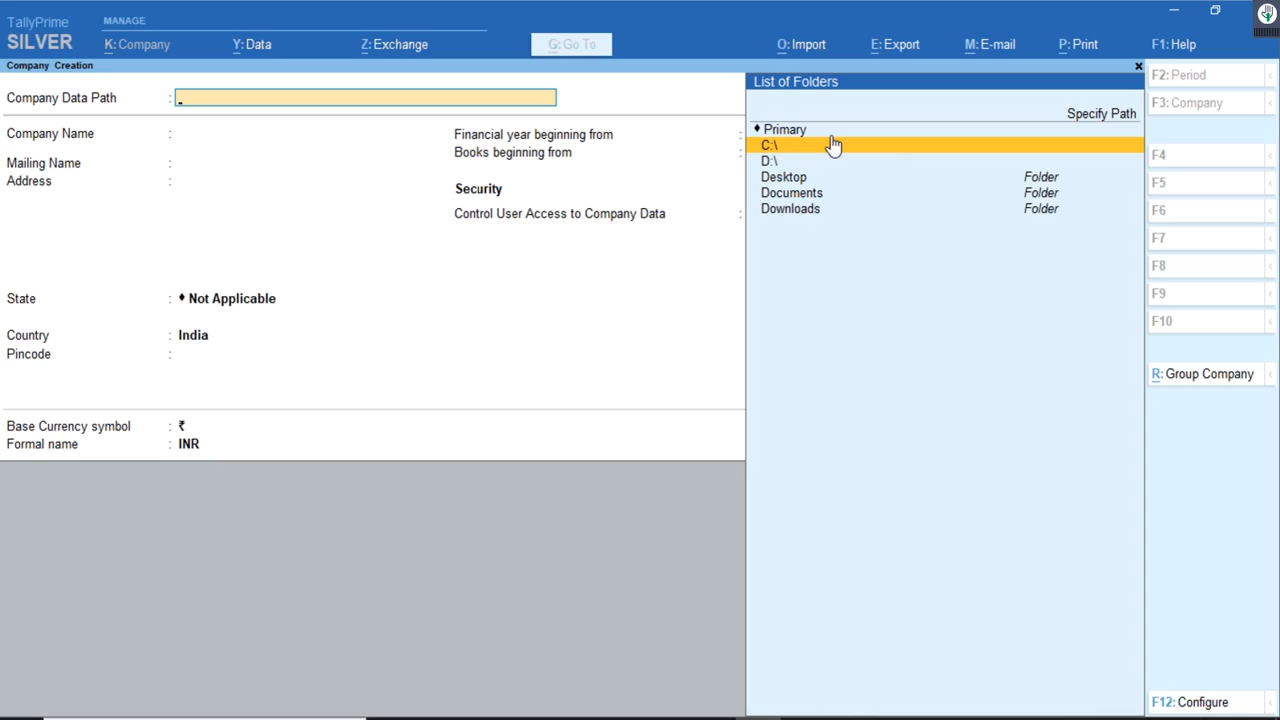 TallyPrime
MANAGE
SILVER
K: Company
Y: Data
Z: Exchange
G: Go To
O: Import
E: Export
M: E-mail
P: Print
F1: Help
Company Creation
×
Company Data Path :
Company Name :
Mailing Name :
Address :
Financial year beginning from :
Books beginning from :
Security
Control User Access to Company Data :
State : ♦ Not Applicable
Country : India
Pincode :
Base Currency symbol : ₹
Formal name : INR
List of Folders
Specify Path
♦ Primary
C:\
D:\
Desktop Folder
Documents Folder
Downloads Folder
F2: Period
F3: Company
F4
F5
F6
F7
F8
F9
F10
R: Group Company
F12: Configure